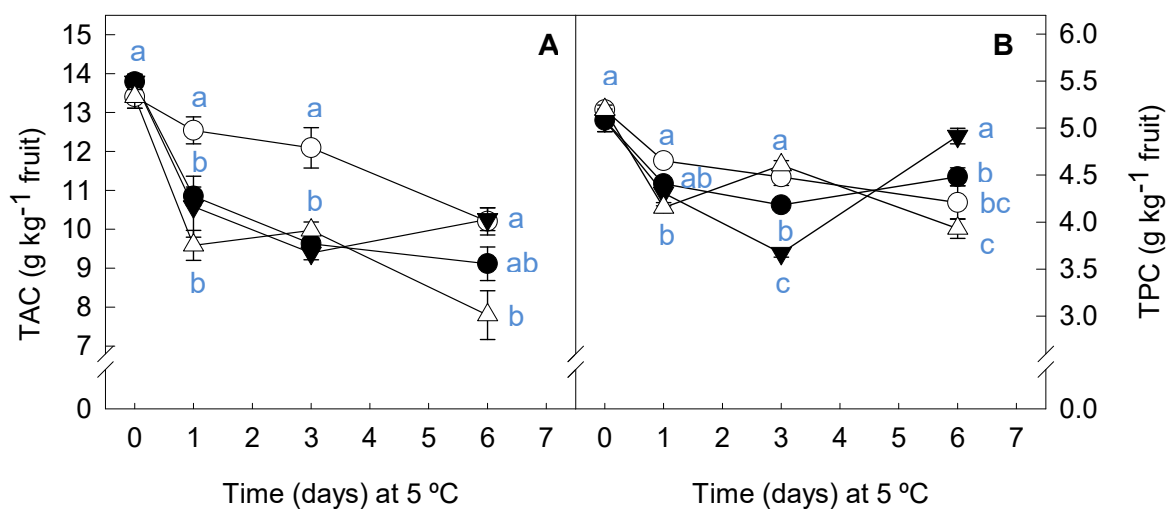 A
B
TAC (g kg⁻¹ fruit)
15
14
13
12
11
10
9
8
7
0
a
a
a
b
b
b
a
ab
b
0 1 2 3 4 5 6 7
Time (days) at 5 ºC
a
a
a
ab
b
b
c
a
b
bc
c
0 1 2 3 4 5 6 7
Time (days) at 5 ºC
6.0
5.5
5.0
4.5
4.0
3.5
3.0
0.0
TPC (g kg⁻¹ fruit)